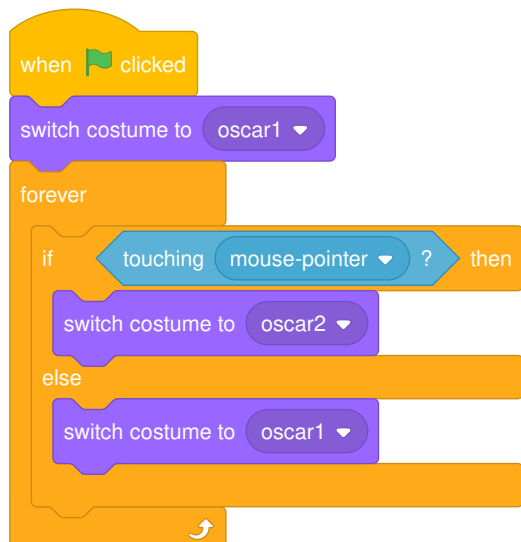 when clicked
switch costume to oscar1
forever
if touching mouse-pointer ? then
switch costume to oscar2
else
switch costume to oscar1